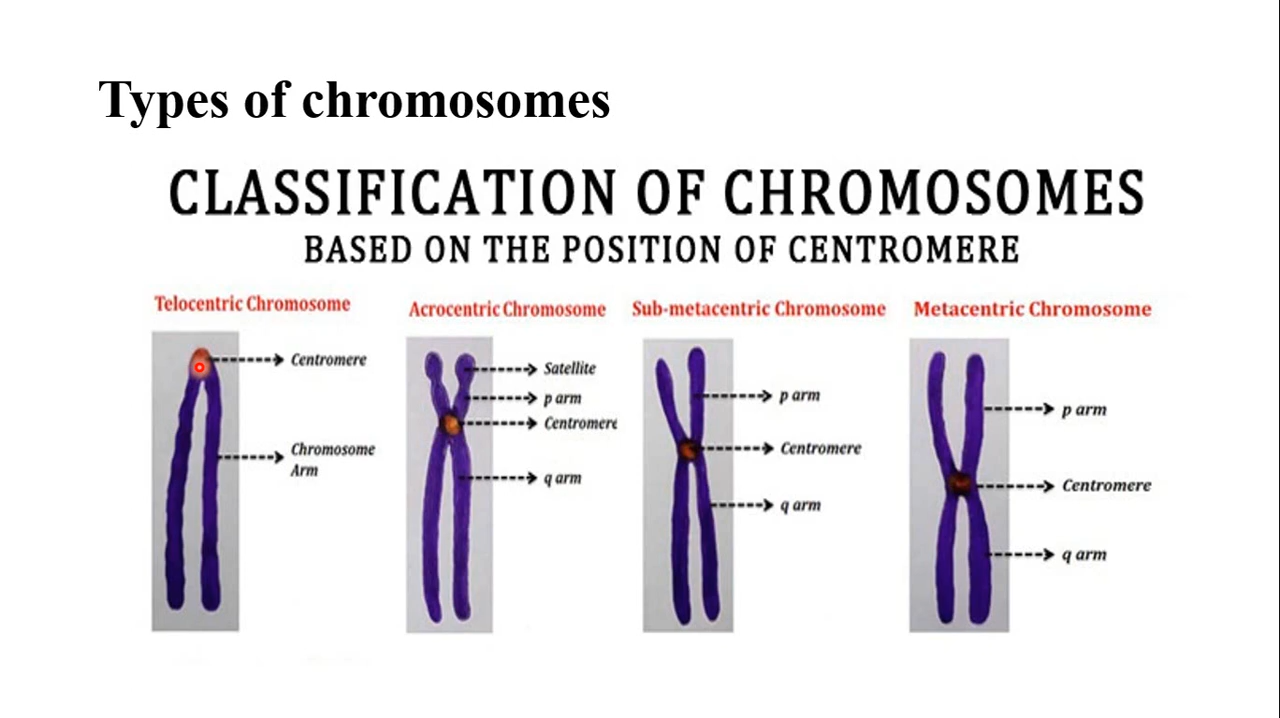 Types of chromosomes
CLASSIFICATION OF CHROMOSOMES
BASED ON THE POSITION OF CENTROMERE
Telocentric Chromosome
Centromere
Chromosome
Arm
Acrocentric Chromosome
Satellite
p arm
Centromere
q arm
Sub-metacentric Chromosome
p arm
Centromere
q arm
Metacentric Chromosome
p arm
Centromere
q arm